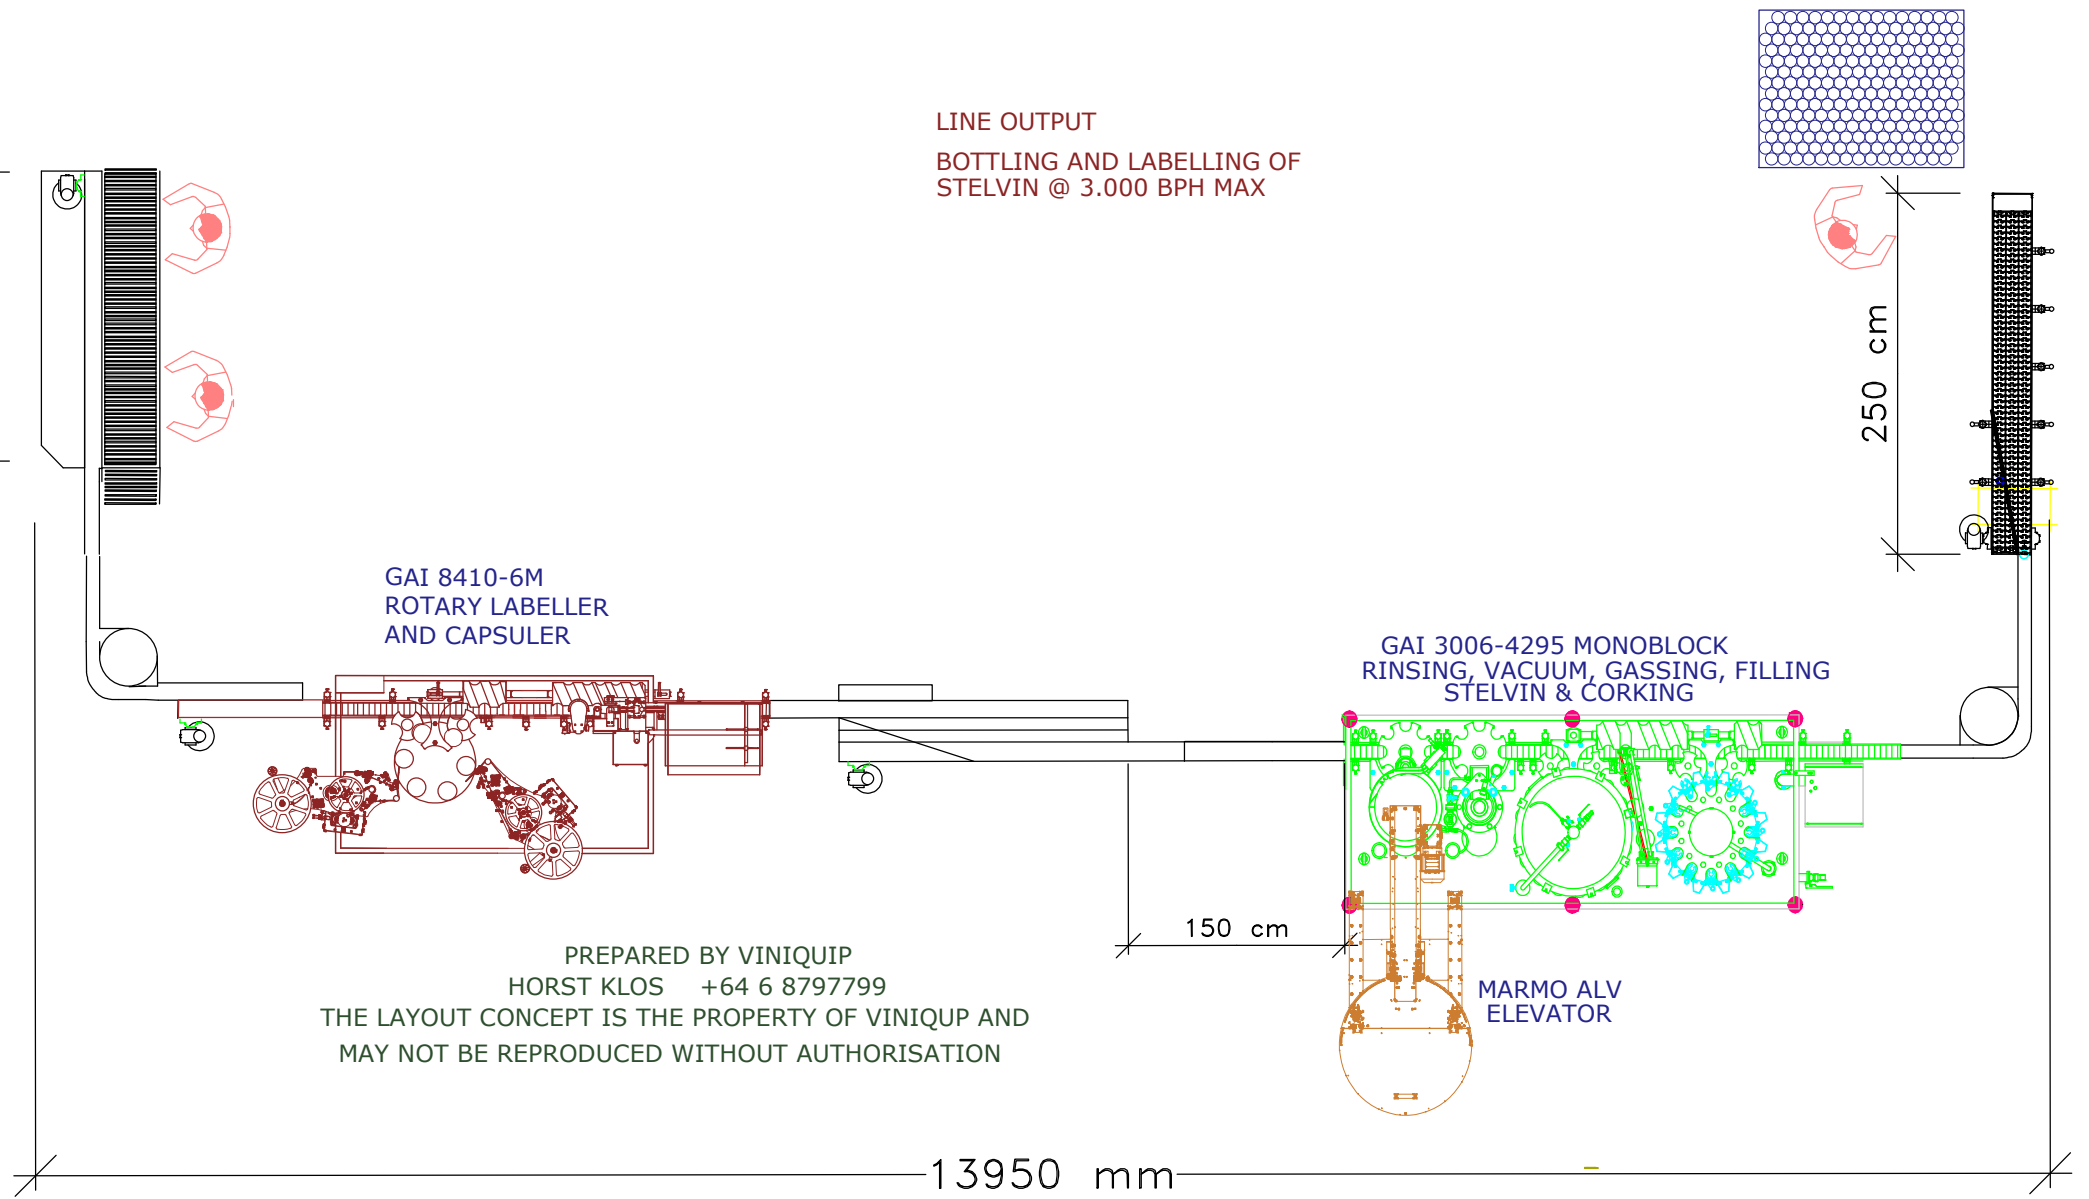 LINE OUTPUT
BOTTLING AND LABELLING OF
STELVIN @ 3.000 BPH MAX
250 cm
GAI 8410-6M
ROTARY LABELLER
AND CAPSULER
GAI 3006-4295 MONOBLOCK
RINSING, VACUUM, GASSING, FILLING
STELVIN & CORKING
150 cm
PREPARED BY VINIQUIP
HORST KLOS +64 6 8797799
THE LAYOUT CONCEPT IS THE PROPERTY OF VINIQUP AND
MAY NOT BE REPRODUCED WITHOUT AUTHORISATION
MARMO ALV
ELEVATOR
13950 mm